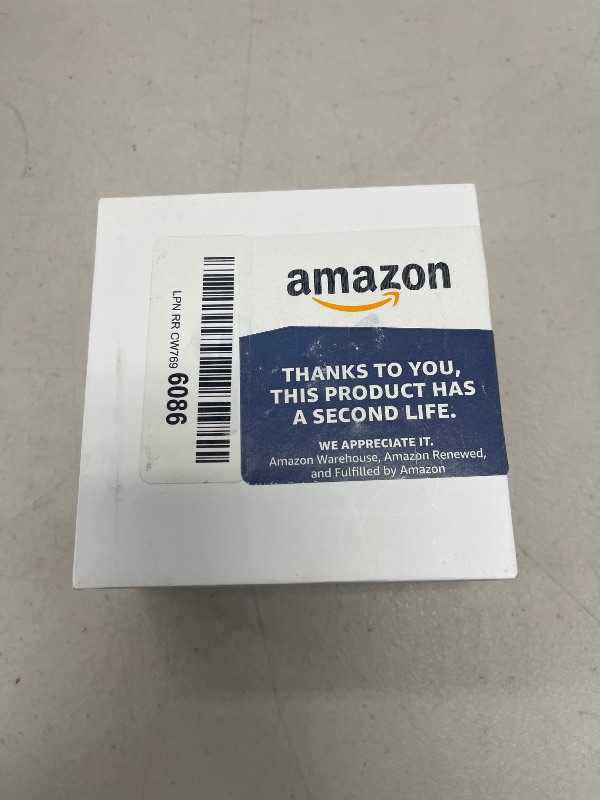 LPN RR CW769 6086
amazon
THANKS TO YOU,
THIS PRODUCT HAS
A SECOND LIFE.
WE APPRECIATE IT.
Amazon Warehouse, Amazon Renewed,
and Fulfilled by Amazon